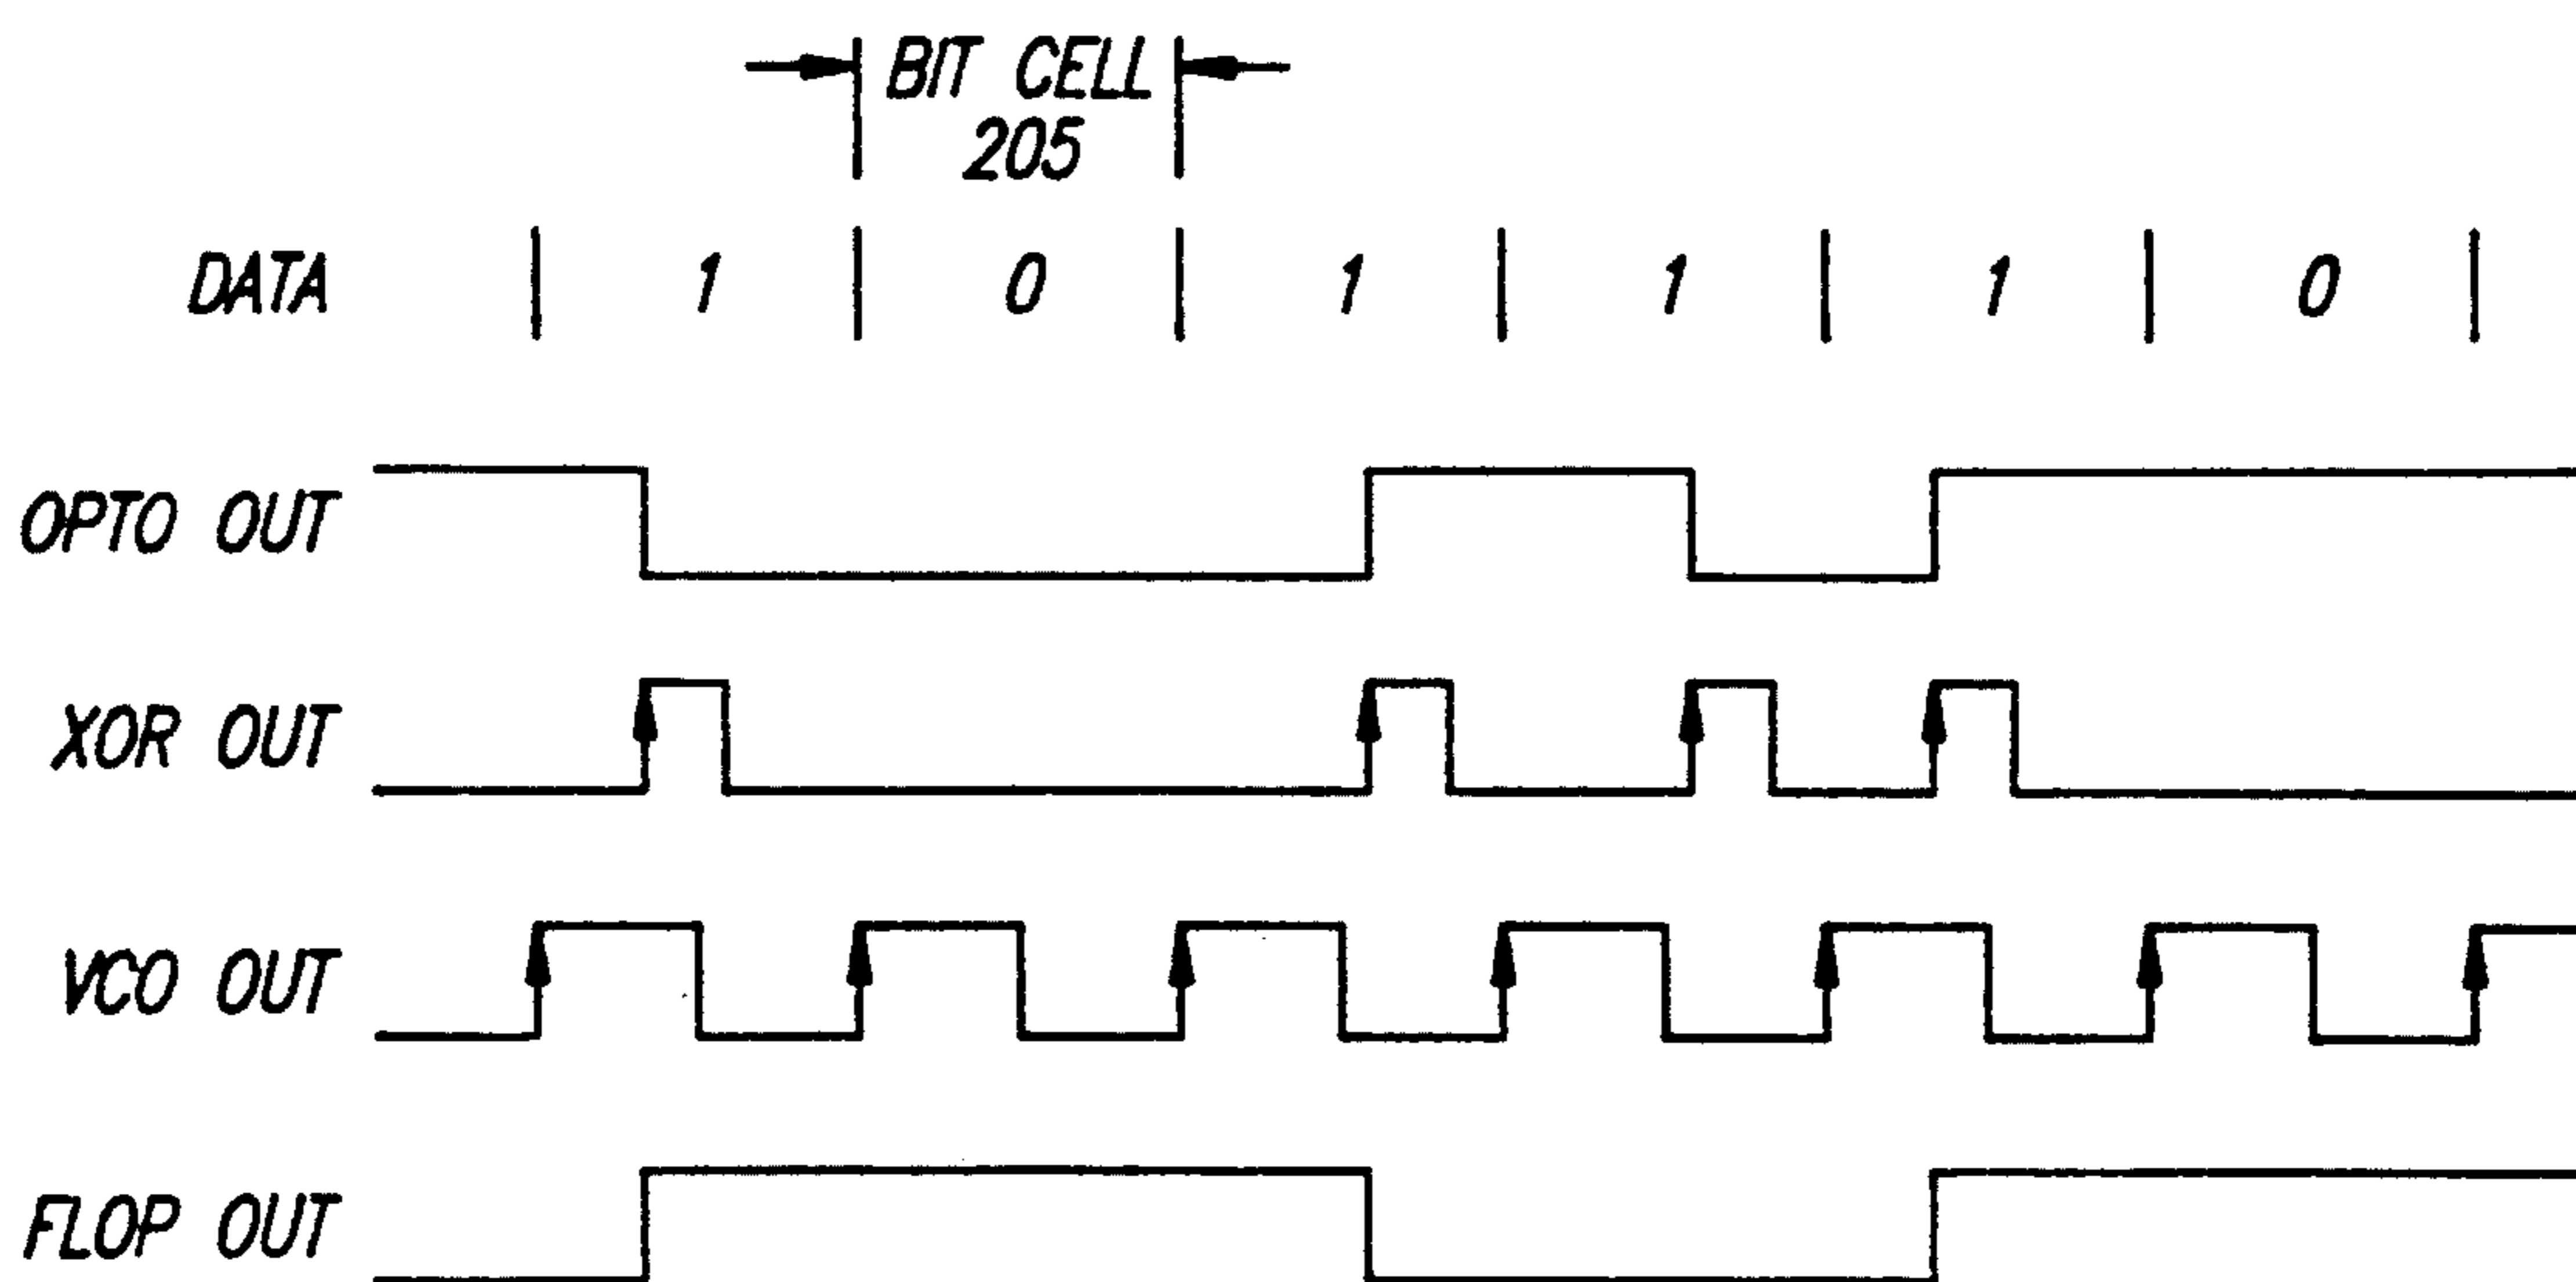 BIT CELL
205
DATA | 1 | 0 | 1 | 1 | 1 | 0 |
OPTO OUT
XOR OUT
VCO OUT
FLOP OUT